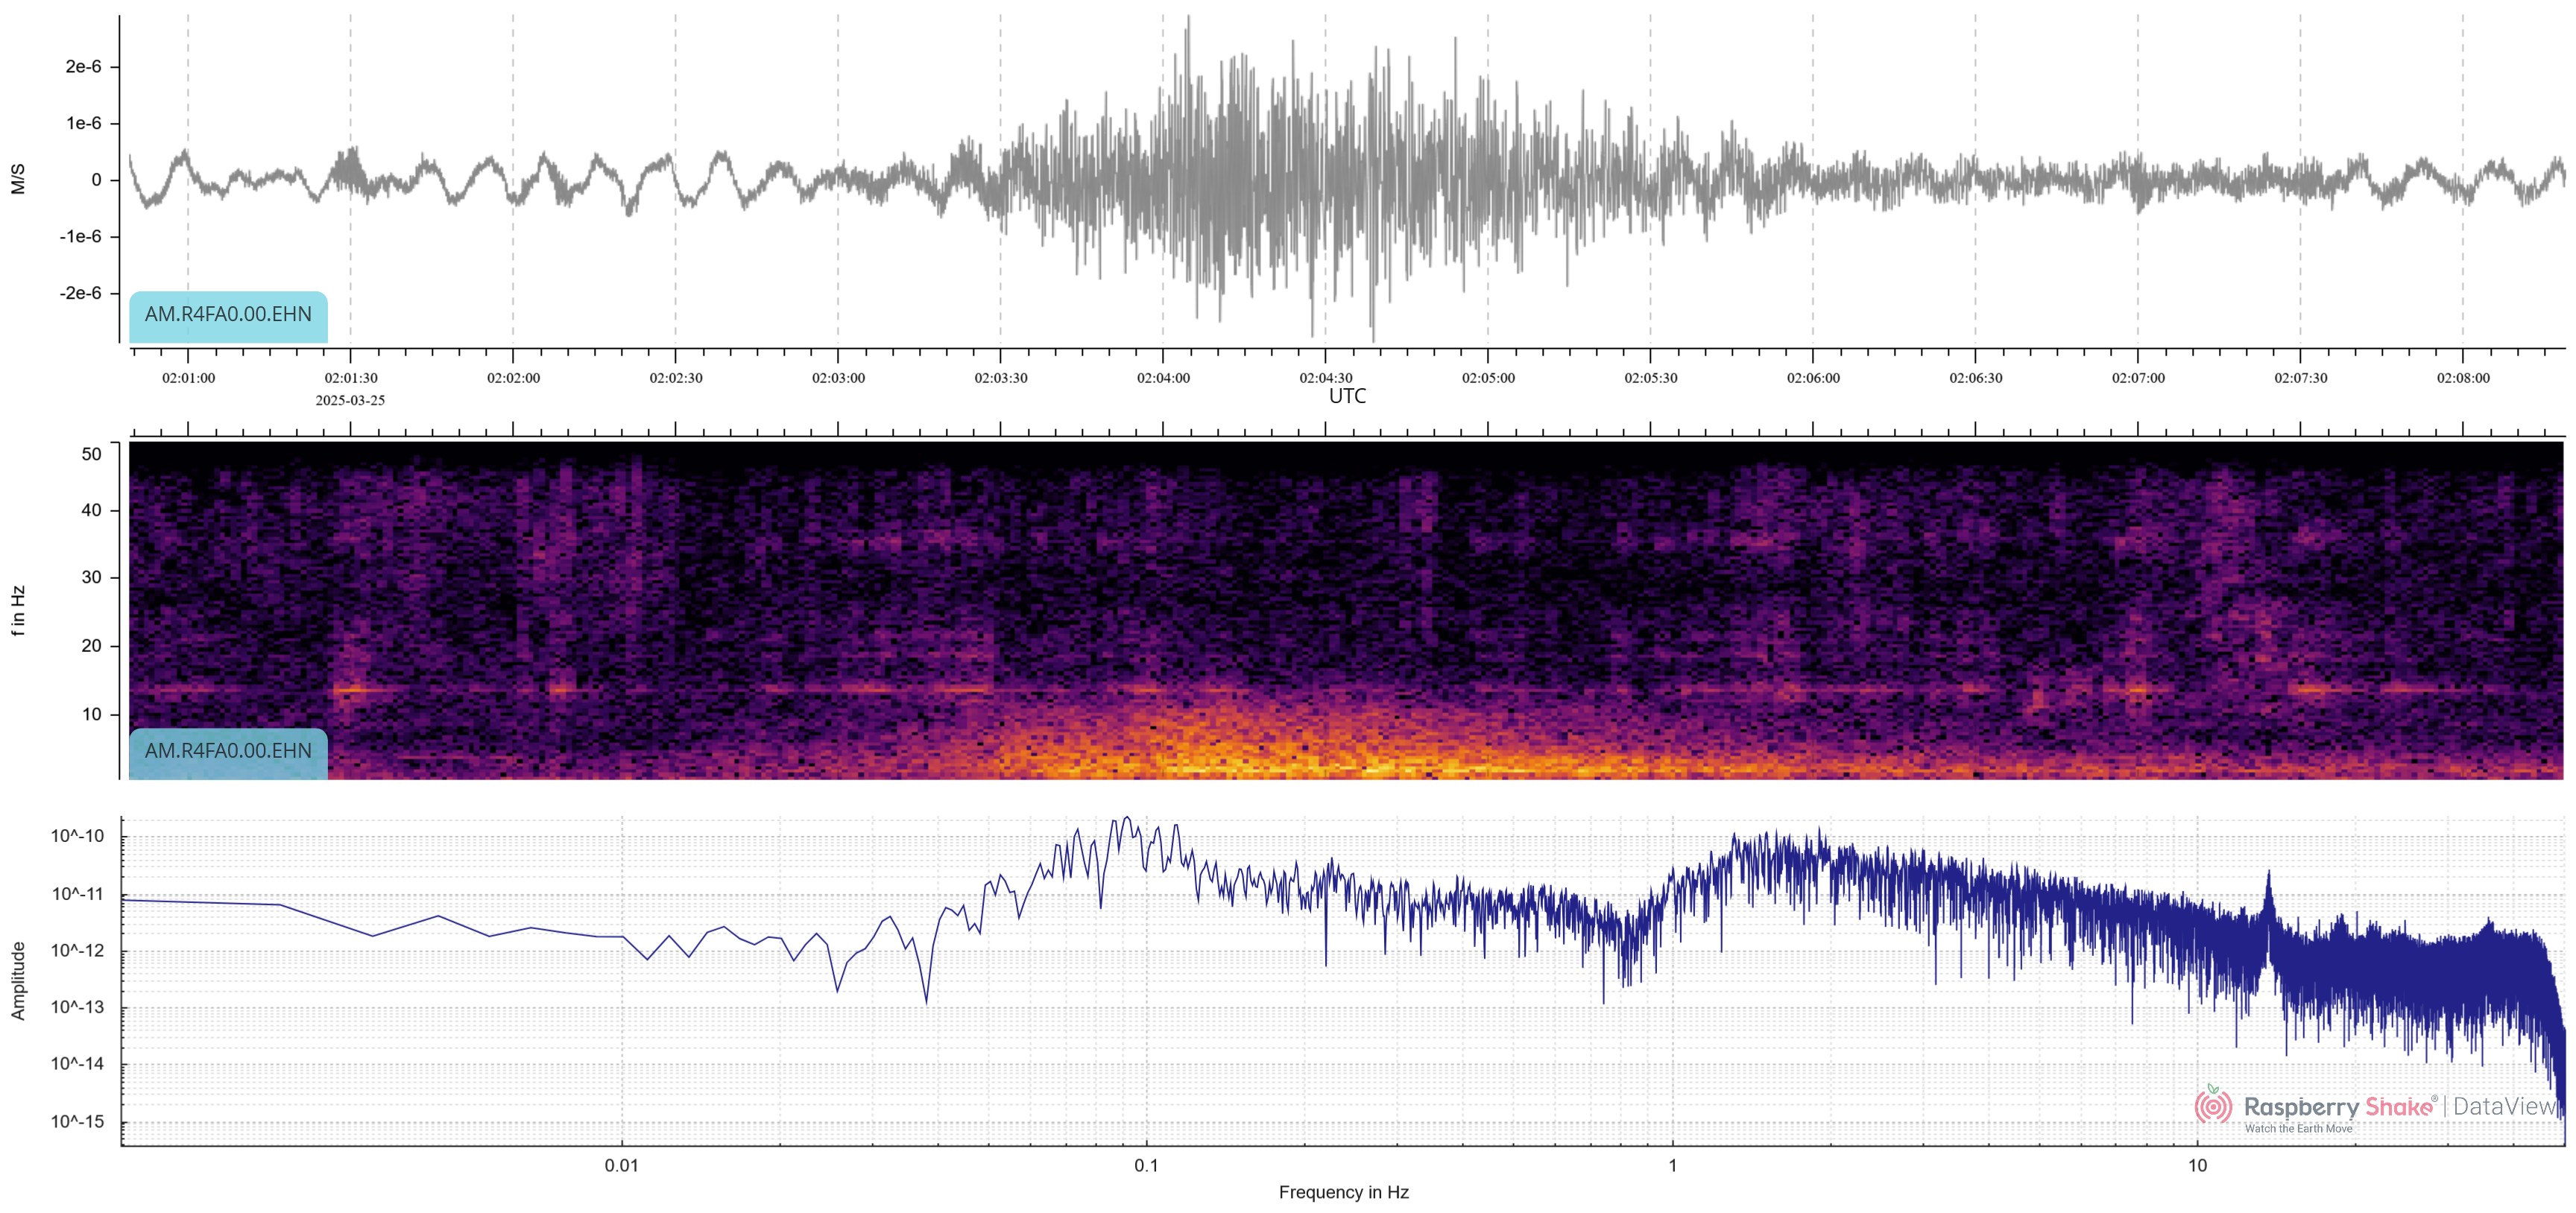 2e-6
1e-6
0
-1e-6
-2e-6
M/S
AM.R4FA0.00.EHN
02:01:00 02:01:30 02:02:00 02:02:30 02:03:00 02:03:30 02:04:00 02:04:30 02:05:00 02:05:30 02:06:00 02:06:30 02:07:00 02:07:30 02:08:00
2025-03-25
UTC
50
40
30
20
10
f in Hz
AM.R4FA0.00.EHN
10^-10
10^-11
10^-12
10^-13
10^-14
10^-15
Amplitude
Raspberry Shake® | DataView
Watch the Earth Move
0.01 0.1 1 10
Frequency in Hz